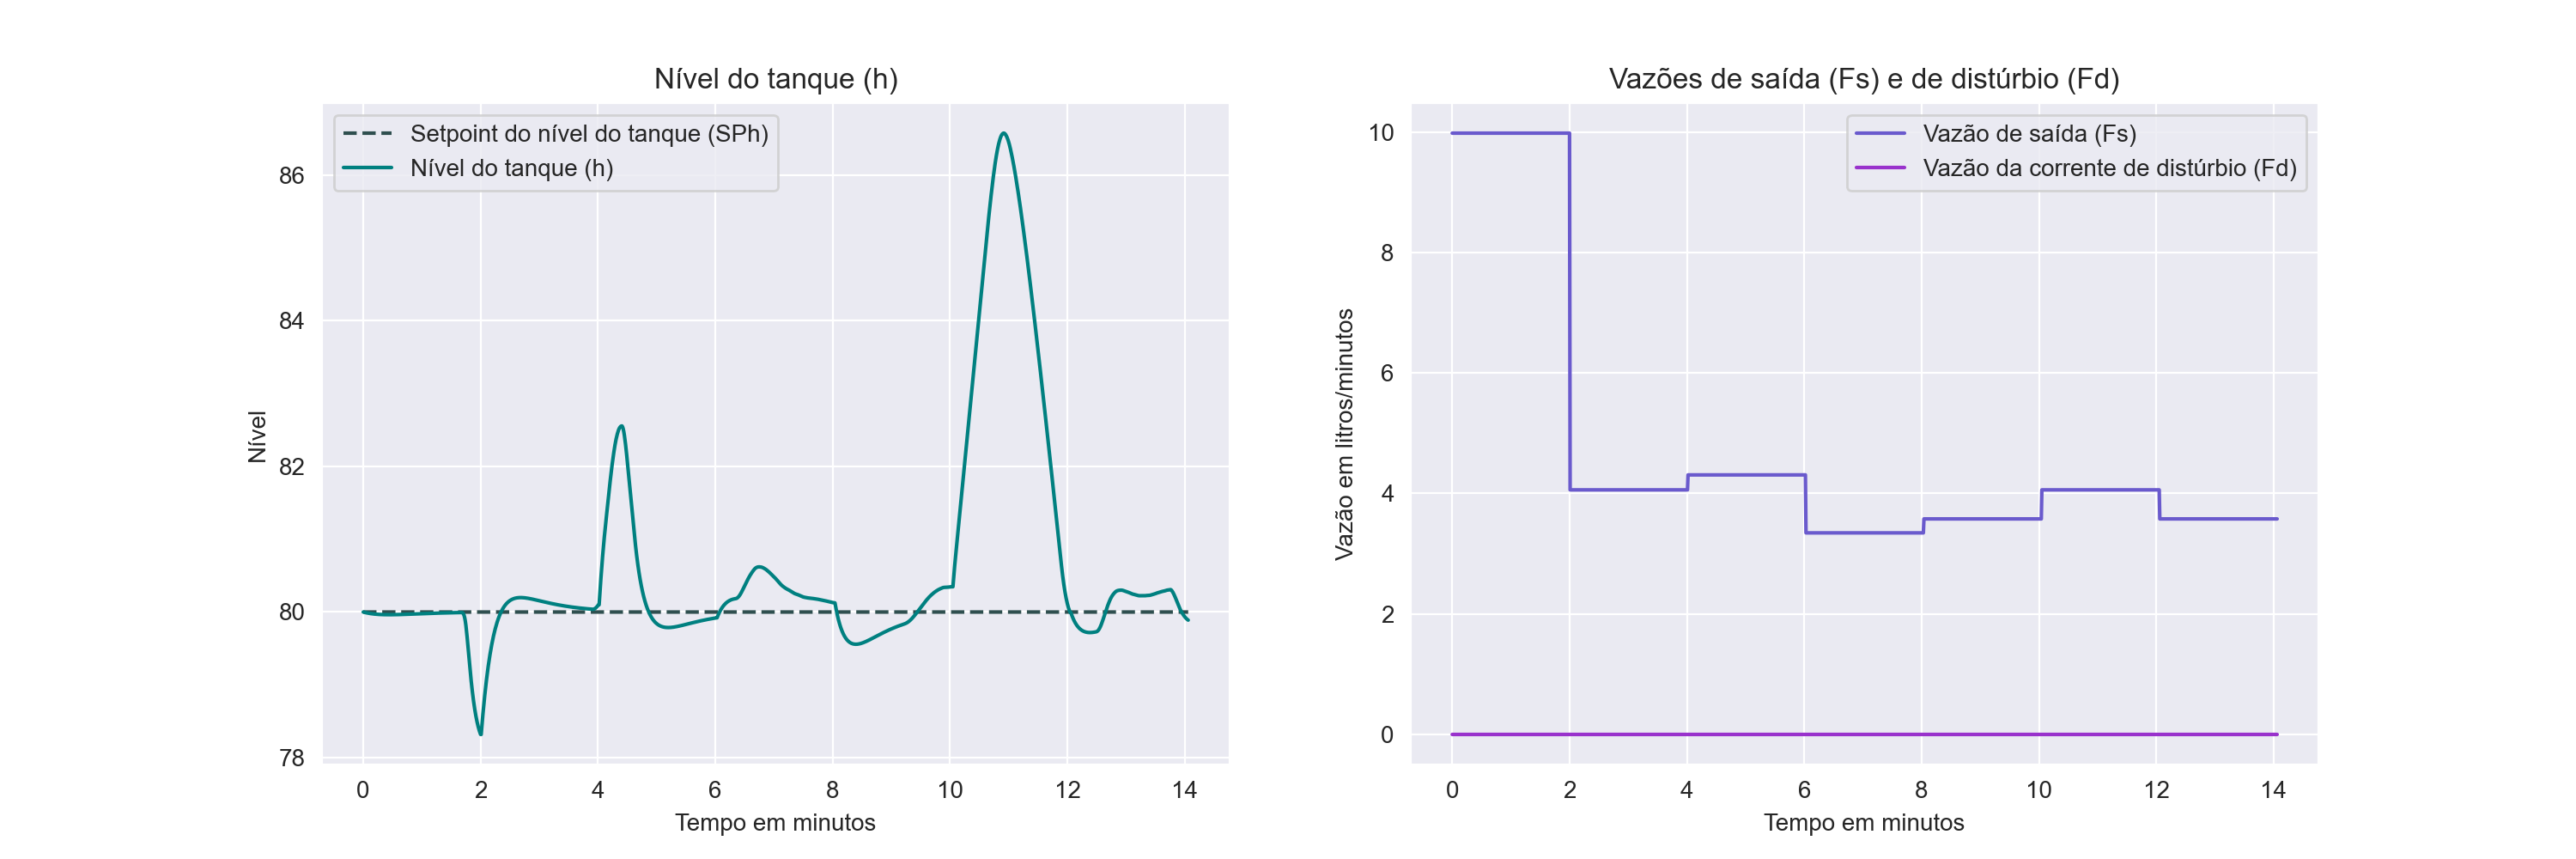 Nível do tanque (h)
Setpoint do nível do tanque (SPh)
Nível do tanque (h)
86
84
82
80
78
Nível
0 2 4 6 8 10 12 14
Tempo em minutos
Vazões de saída (Fs) e de distúrbio (Fd)
Vazão de saída (Fs)
Vazão da corrente de distúrbio (Fd)
10
8
6
4
2
0
Vazão em litros/minutos
0 2 4 6 8 10 12 14
Tempo em minutos